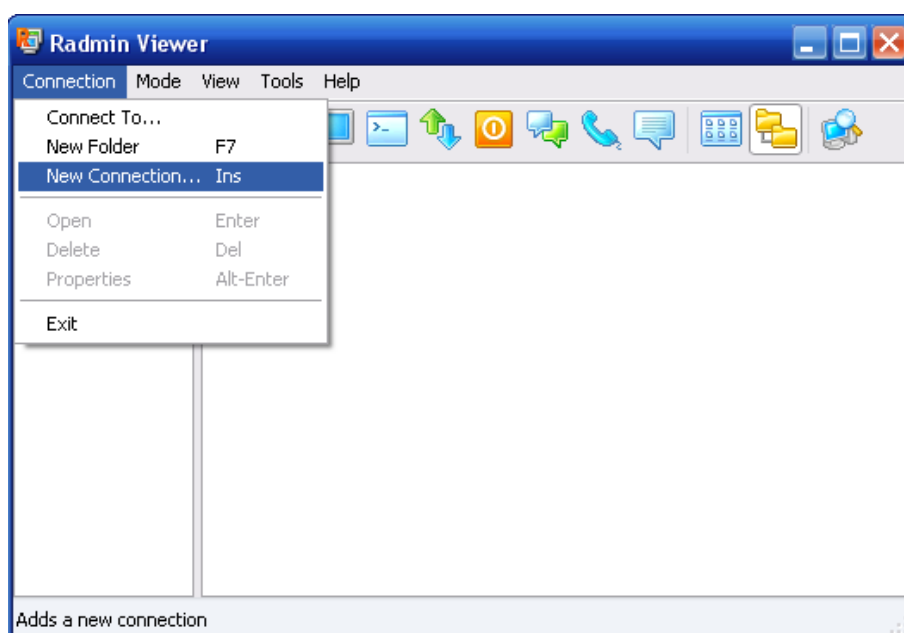 Radmin Viewer
Connection Mode View Tools Help
Connect To...
New Folder F7
New Connection... Ins
Open Enter
Delete Del
Properties Alt-Enter
Exit
Adds a new connection